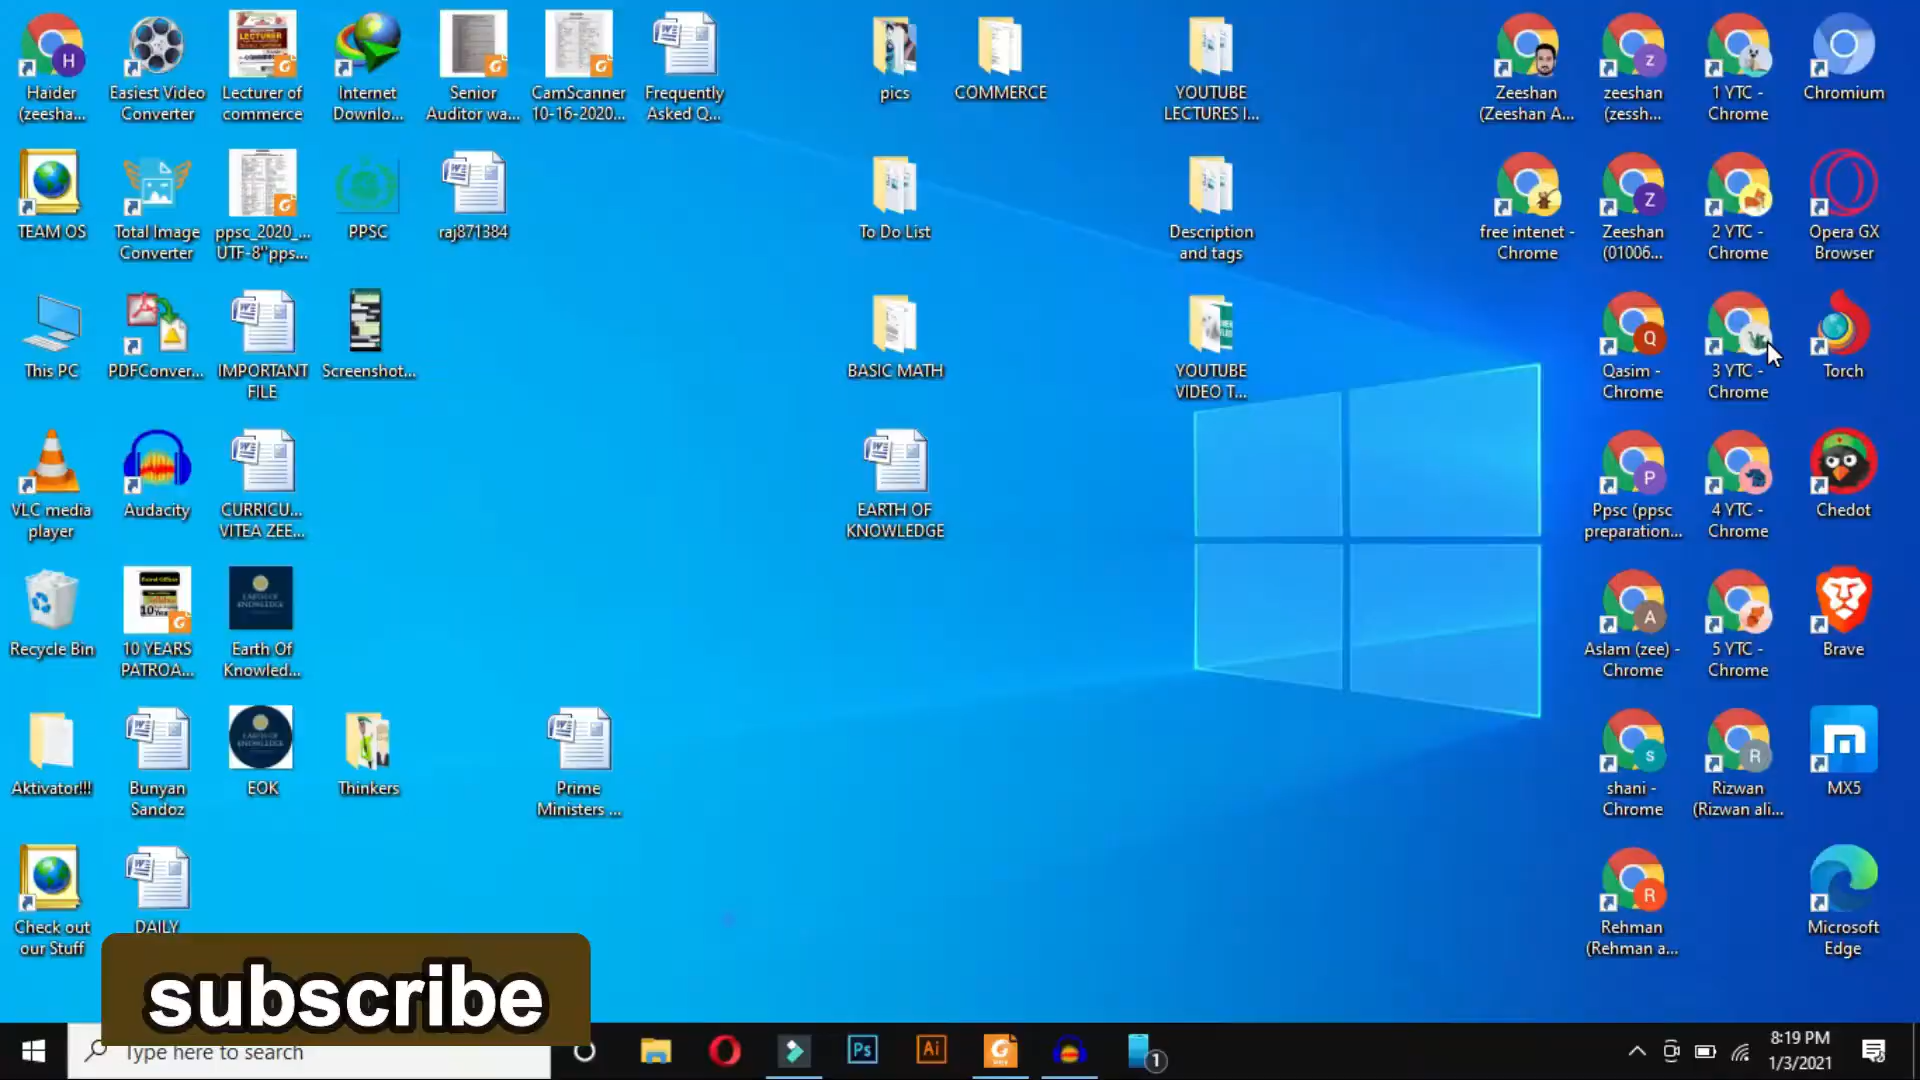 Haider
(zeesha...
Easiest Video
Converter
Lecturer of
commerce
Internet
Downlo...
Senior
Auditor wa...
CamScanner
10-16-2020...
Frequently
Asked Q...
pics
COMMERCE
YOUTUBE
LECTURES I...
Zeeshan
(Zeeshan A...
zeeshan
(zessh...
1 YTC -
Chrome
Chromium
TEAM OS
Total Image
Converter
ppsc_2020_...
UTF-8''pps...
PPSC
raj871384
To Do List
Description
and tags
free intenet -
Chrome
Zeeshan
(01006...
2 YTC -
Chrome
Opera GX
Browser
This PC
PDFConver...
IMPORTANT
FILE
Screenshot...
BASIC MATH
YOUTUBE
VIDEO T...
Qasim -
Chrome
3 YTC -
Chrome
Torch
VLC media
player
Audacity
CURRICU...
VITEA ZEE...
EARTH OF
KNOWLEDGE
Ppsc (ppsc
preparation...
4 YTC -
Chrome
Chedot
Recycle Bin
10 YEARS
PATROA...
Earth Of
Knowled...
Aslam (zee) -
Chrome
5 YTC -
Chrome
Brave
Aktivator!!!
Bunyan
Sandoz
EOK
Thinkers
Prime
Ministers ...
shani -
Chrome
Rizwan
(Rizwan ali...
MX5
Check out
our Stuff
DAILY
Rehman
(Rehman a...
Microsoft
Edge
subscribe
Type here to search
Ps
Ai
1
8:19 PM
1/3/2021